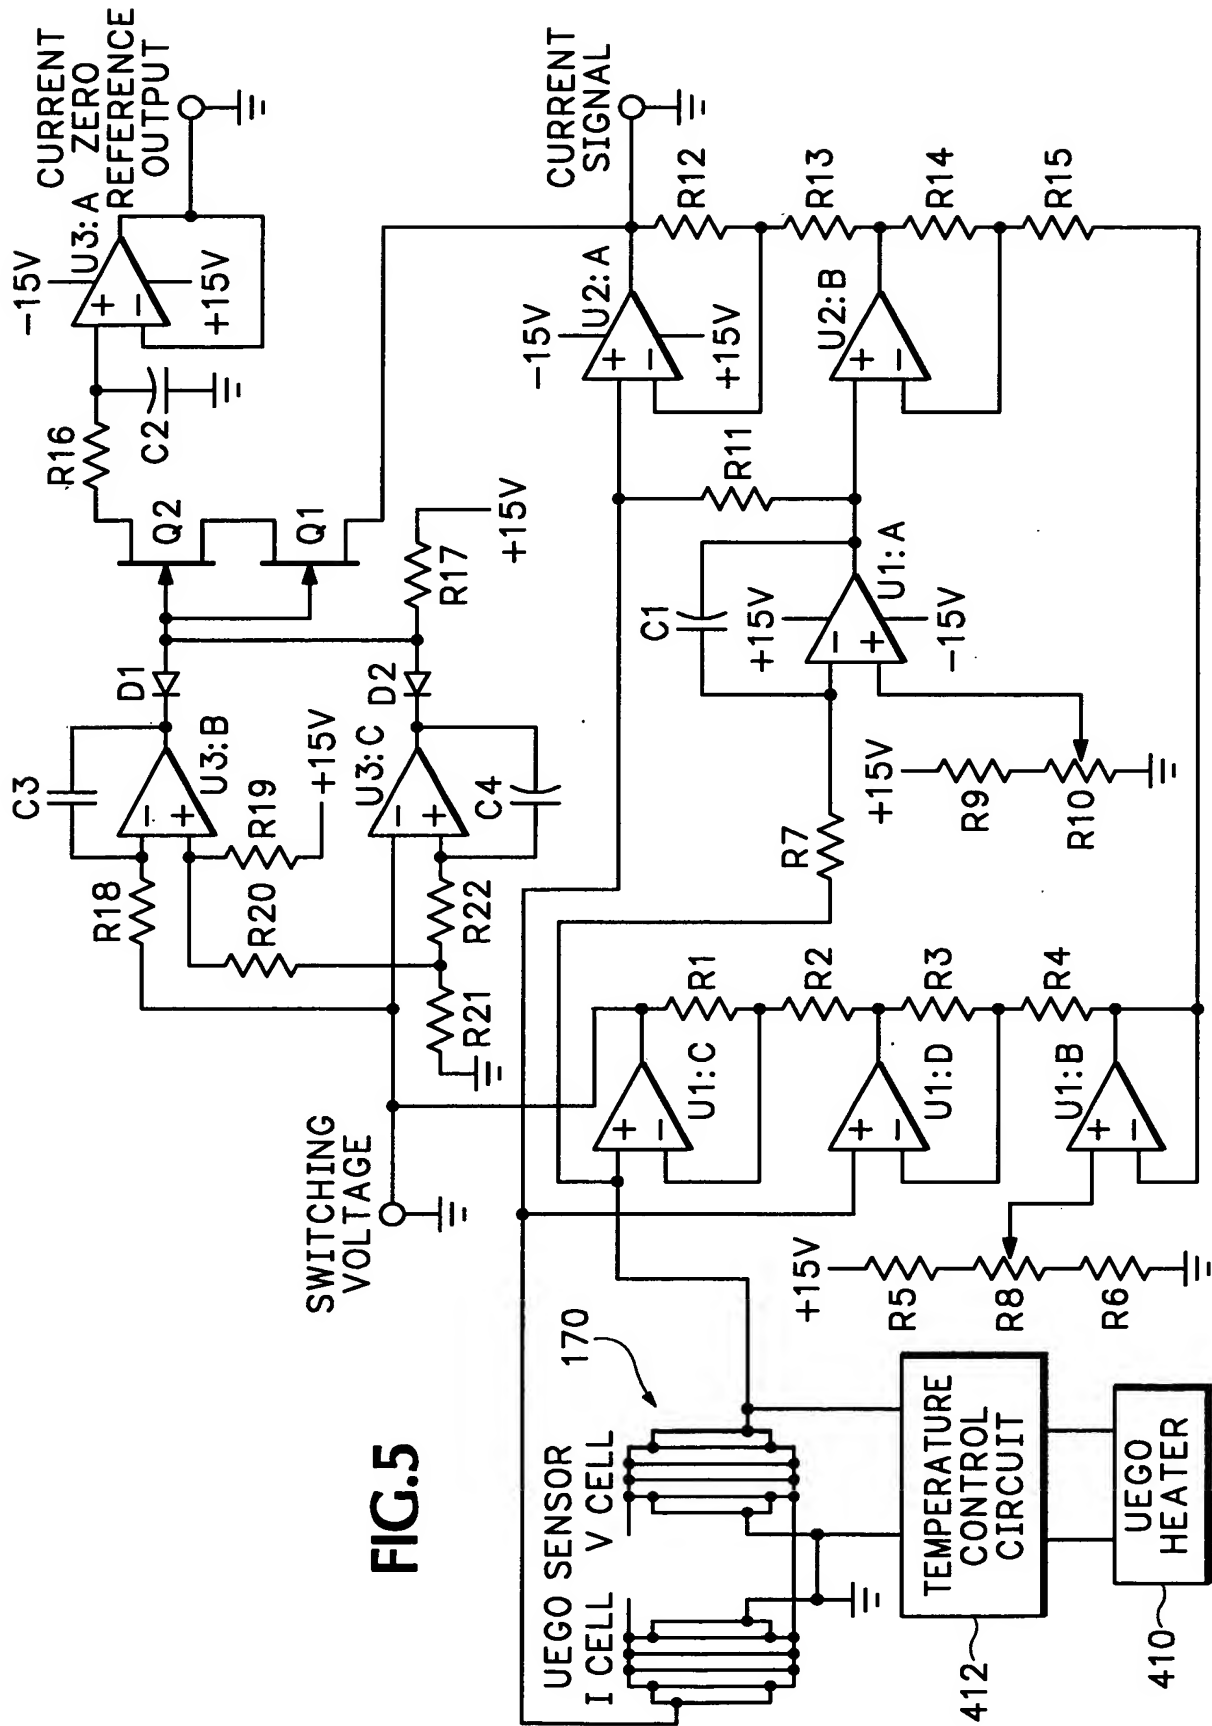 FIG.5
CURRENT
ZERO
REFERENCE
OUTPUT
U3:A
-15V
+
−
+15V
R16
C2
Q2
Q1
R17
+15V
D1
D2
C3
U3:B
−
+
R18
R19
+15V
R20
U3:C
−
+
C4
R22
R21
SWITCHING
VOLTAGE
CURRENT
SIGNAL
U2:A
-15V
+
−
+15V
R12
R13
R14
R15
U2:B
+
−
R11
C1
U1:A
+15V
−
+
-15V
R7
+15V
R9
R10
R1
R2
R3
R4
U1:C
+
−
U1:D
+
−
U1:B
+
−
+15V
R5
R8
R6
170
UEGO SENSOR
I CELL V CELL
TEMPERATURE
CONTROL
CIRCUIT
412
UEGO
HEATER
410